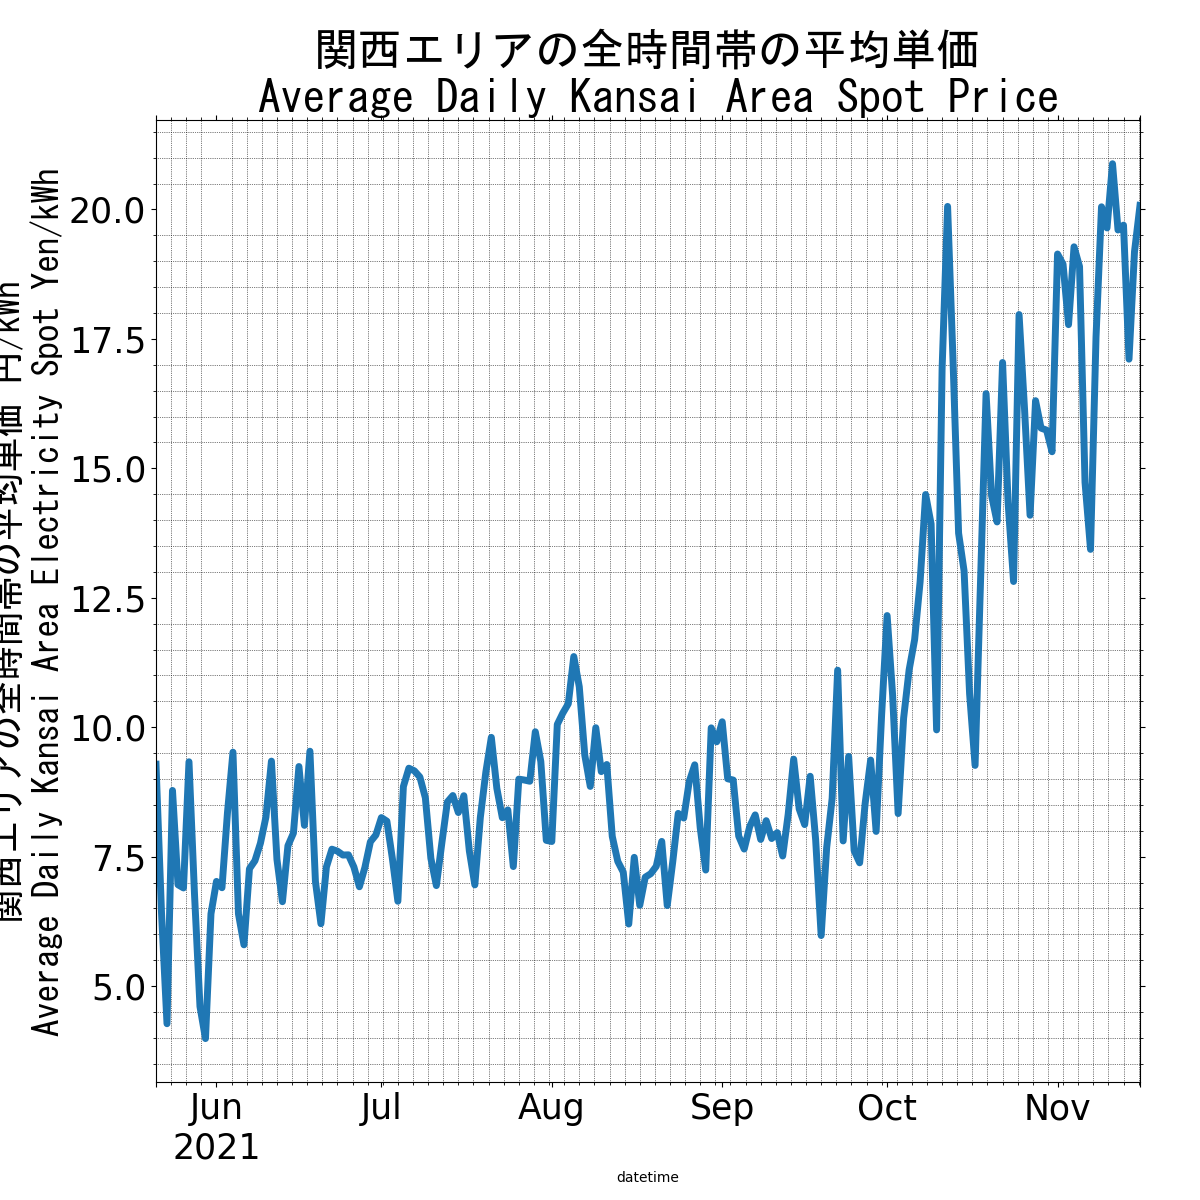 関西エリアの全時間帯の平均単価
Average Daily Kansai Area Spot Price
関西エリアの全時間帯の平均単価 円/kWh
Average Daily Kansai Area Electricity Spot Yen/kWh
20.0
17.5
15.0
12.5
10.0
7.5
5.0
Jun Jul Aug Sep Oct Nov
2021
datetime